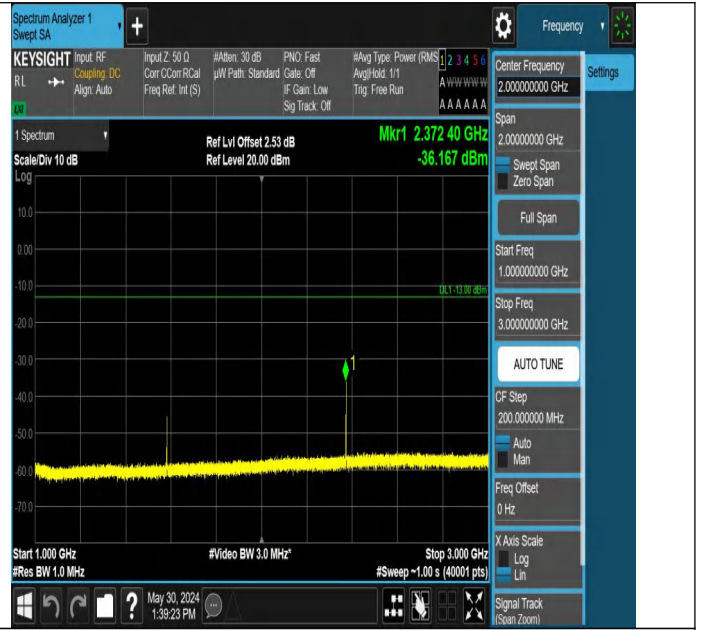 Spectrum Analyzer 1
Swept SA
+
Frequency
KEYSIGHT
RL
LXI
Input: RF
Coupling: DC
Align: Auto
Input Z: 50 Ω
Corr CCorr RCal
Freq Ref: Int (S)
#Atten: 30 dB
µW Path: Standard
PNO: Fast
Gate: Off
IF Gain: Low
Sig Track: Off
#Avg Type: Power (RMS
Avg|Hold: 1/1
Trig: Free Run
1 2 3 4 5 6
A W W W W W
A A A A A A
Center Frequency
2.000000000 GHz
Settings
1 Spectrum
Scale/Div 10 dB
Log
Ref Lvl Offset 2.53 dB
Ref Level 20.00 dBm
Mkr1 2.372 40 GHz
-36.167 dBm
10.0
0.00
-10.0
-20.0
-30.0
-40.0
-50.0
-60.0
-70.0
DL1 -13.00 dBm
1
Start 1.000 GHz
#Res BW 1.0 MHz
#Video BW 3.0 MHz*
Stop 3.000 GHz
#Sweep ~1.00 s (40001 pts)
Span
2.00000000 GHz
Swept Span
Zero Span
Full Span
Start Freq
1.000000000 GHz
Stop Freq
3.000000000 GHz
AUTO TUNE
CF Step
200.000000 MHz
Auto
Man
Freq Offset
0 Hz
X Axis Scale
Log
Lin
Signal Track
(Span Zoom)
?
May 30, 2024
1:39:23 PM